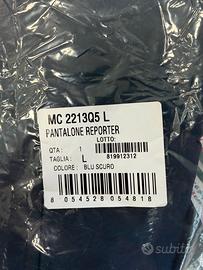 MC 2213Q5 L
PANTALONE REPORTER
LOTTO:
QTA : 1
819912312
TAGLIA : L
COLORE : BLU SCURO
8 054528 054818
subito